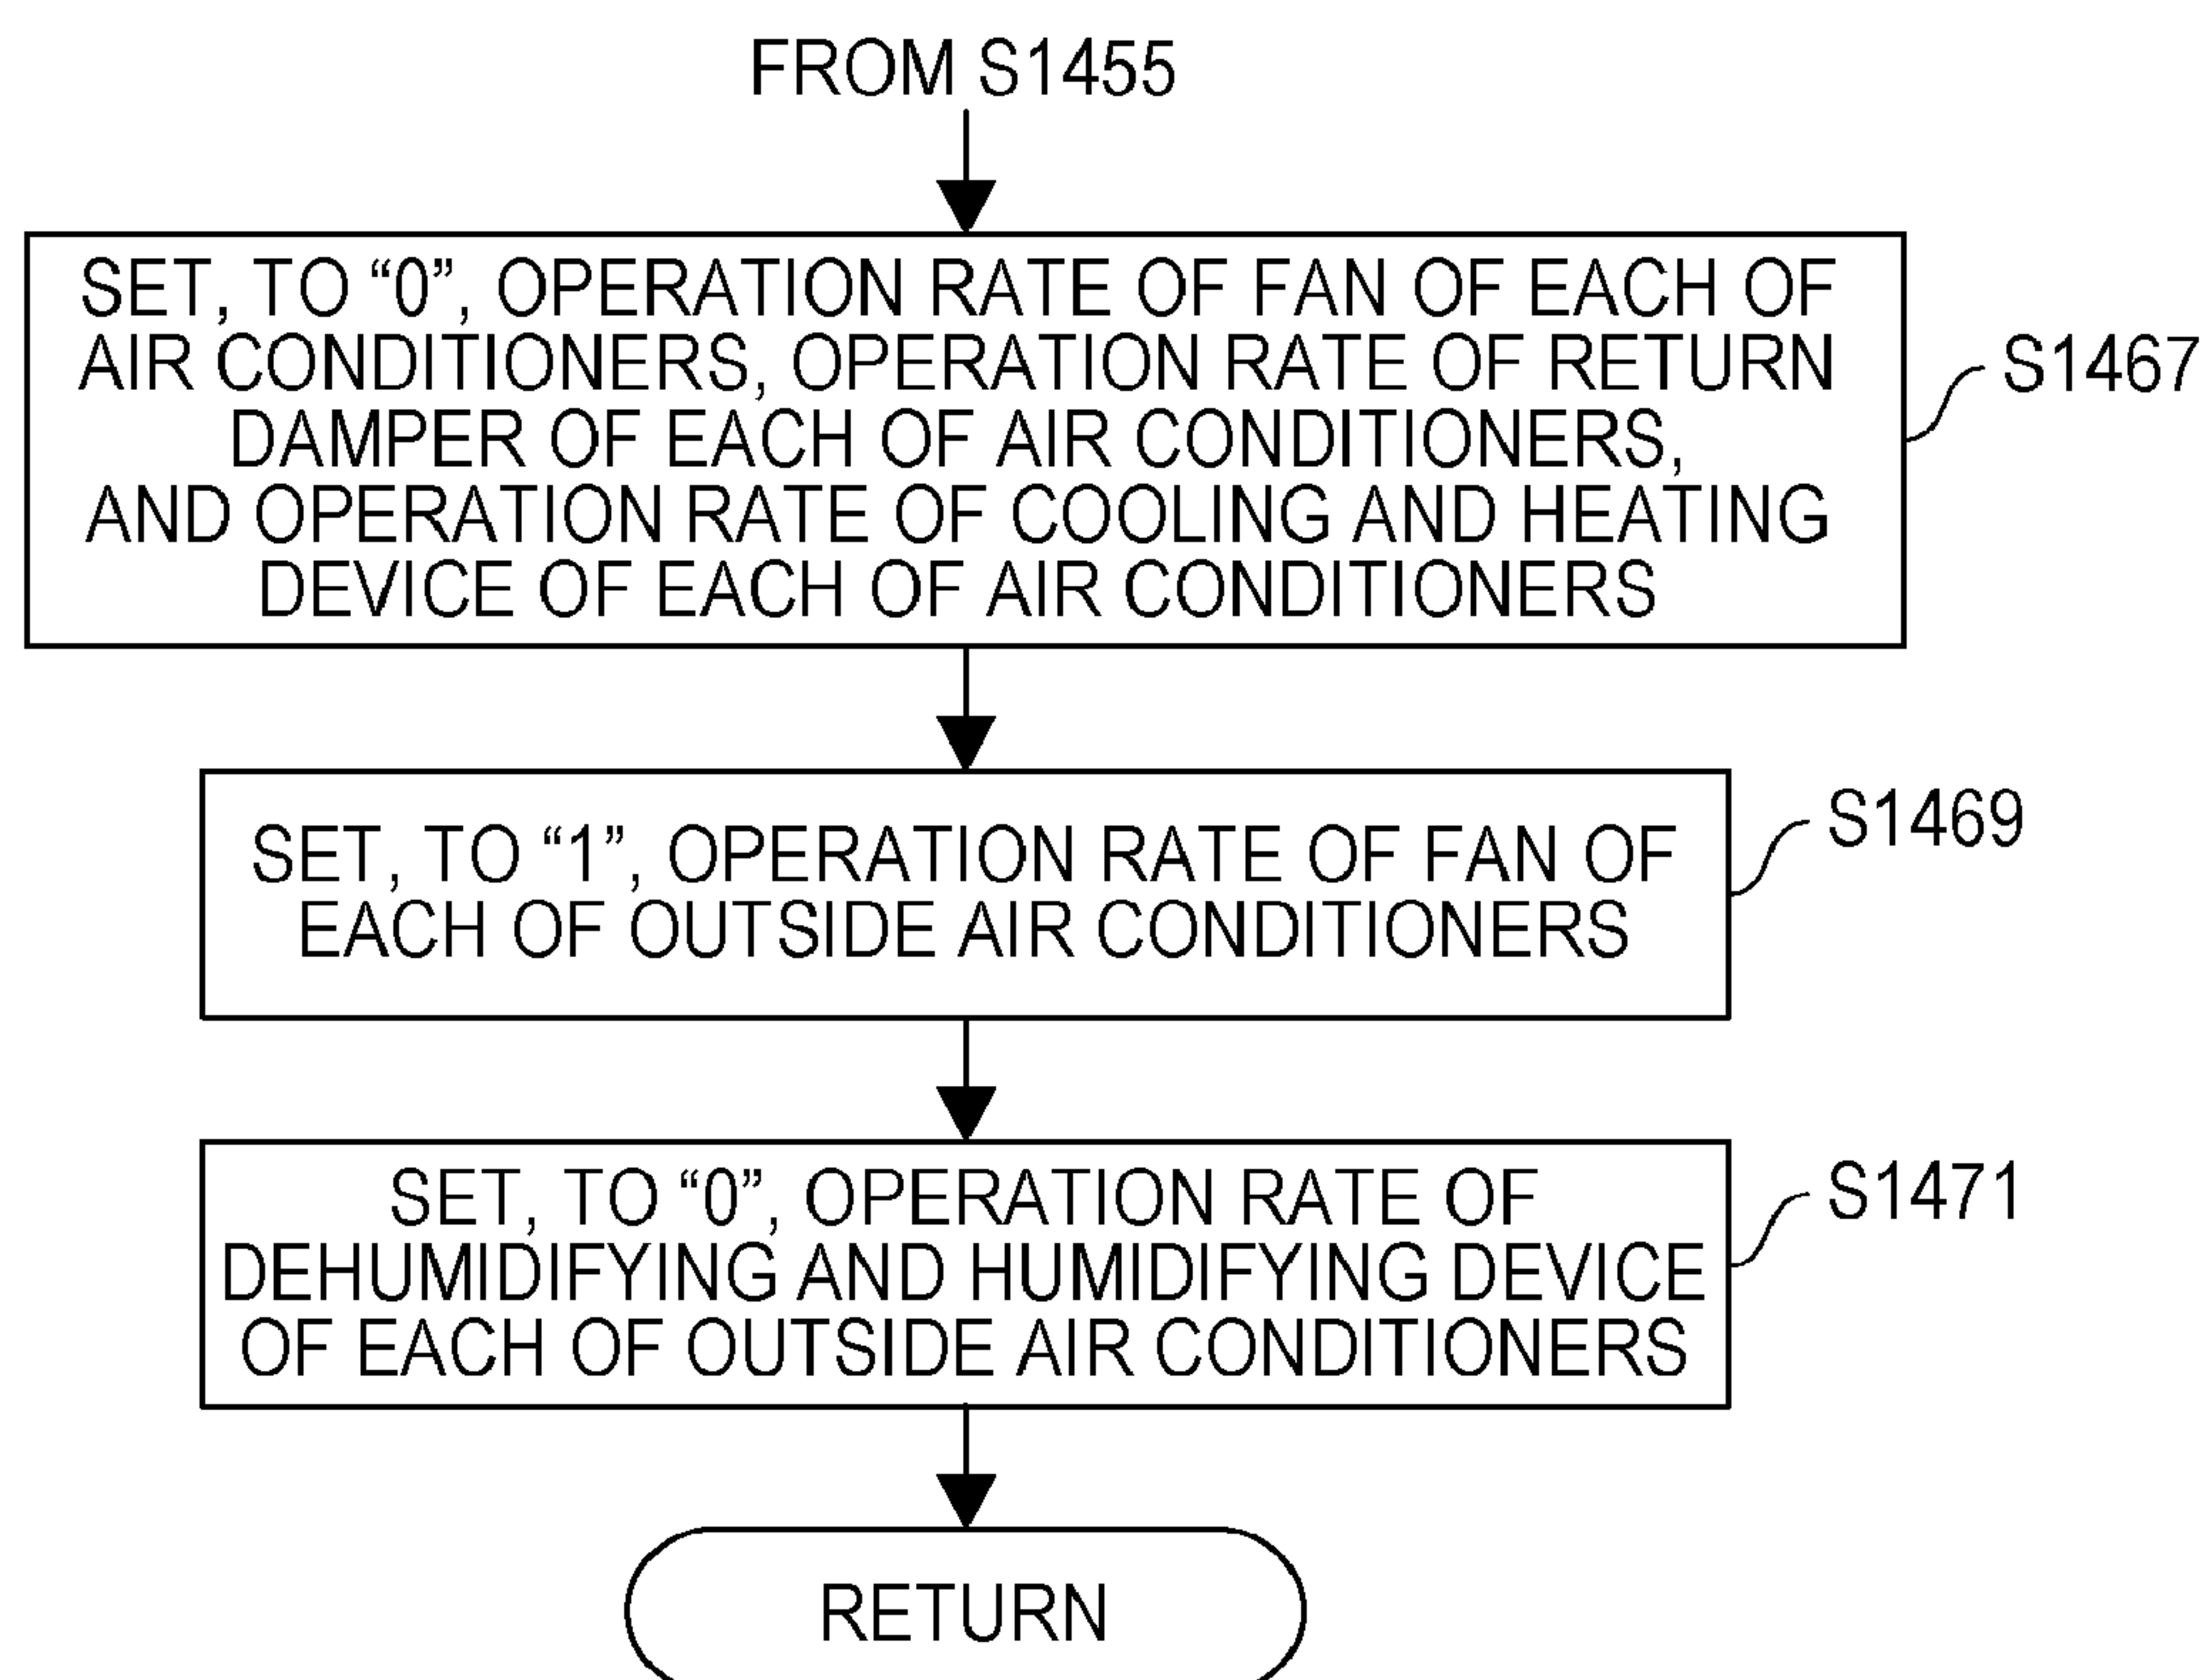 FROM S1455
SET, TO “0”, OPERATION RATE OF FAN OF EACH OF
AIR CONDITIONERS, OPERATION RATE OF RETURN
DAMPER OF EACH OF AIR CONDITIONERS,
AND OPERATION RATE OF COOLING AND HEATING
DEVICE OF EACH OF AIR CONDITIONERS
S1467
SET, TO “1”, OPERATION RATE OF FAN OF
EACH OF OUTSIDE AIR CONDITIONERS
S1469
SET, TO “0”, OPERATION RATE OF
DEHUMIDIFYING AND HUMIDIFYING DEVICE
OF EACH OF OUTSIDE AIR CONDITIONERS
S1471
RETURN